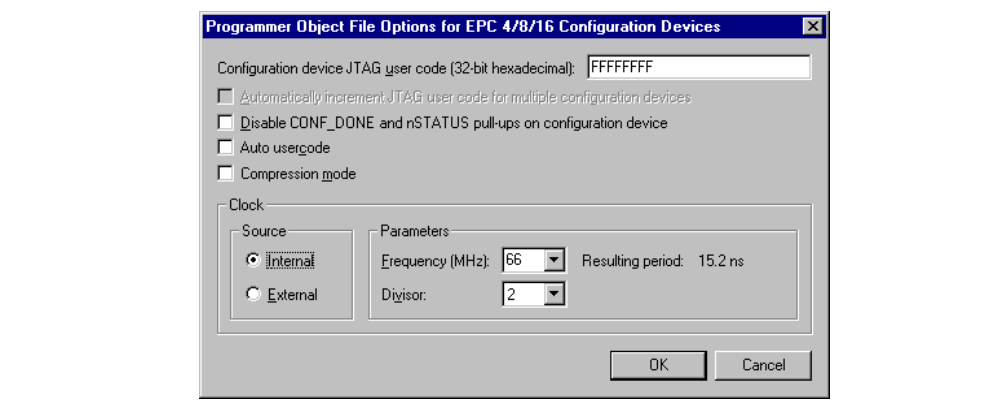 Programmer Object File Options for EPC 4/8/16 Configuration Devices
Configuration device JTAG user code (32-bit hexadecimal): FFFFFFFF
Automatically increment JTAG user code for multiple configuration devices
Disable CONF_DONE and nSTATUS pull-ups on configuration device
Auto usercode
Compression mode
Clock
Source
Internal
External
Parameters
Frequency (MHz): 66 Resulting period: 15.2 ns
Divisor: 2
OK Cancel